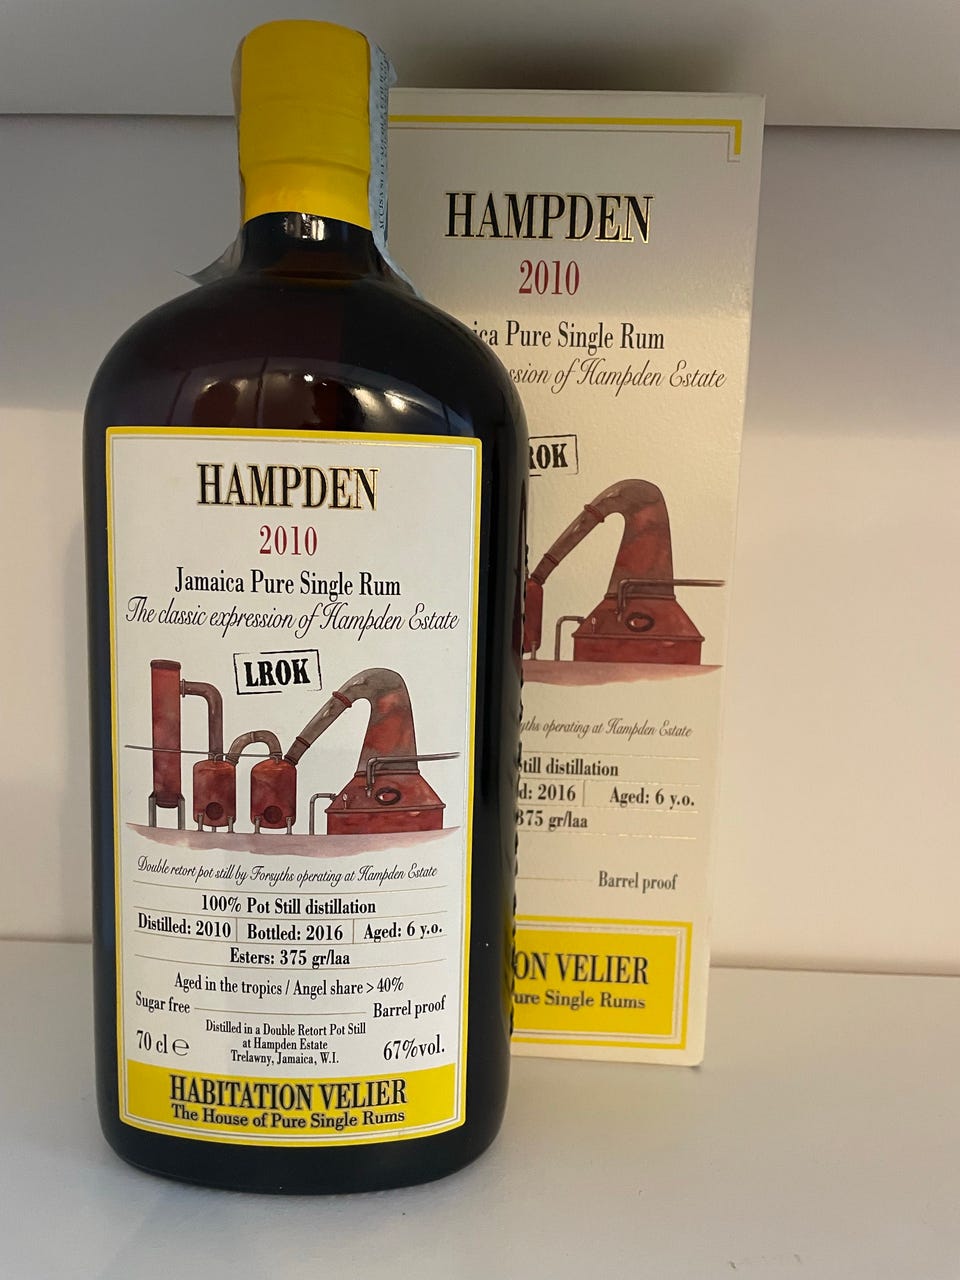 HAMPDEN
2010
Jamaica Pure Single Rum
The classic expression of Hampden Estate
LROK
Double retort pot still by Forsyths operating at Hampden Estate
100% Pot Still distillation
Distilled: 2010 Bottled: 2016 Aged: 6 y.o.
Esters: 375 gr/laa
Aged in the tropics / Angel share > 40%
Sugar free Barrel proof
Distilled in a Double Retort Pot Still
at Hampden Estate
Trelawny, Jamaica, W.I.
70 cl ℮ 67%vol.
HABITATION VELIER
The House of Pure Single Rums
HAMPDEN
2010
ica Pure Single Rum
ssion of Hampden Estate
ROK
yths operating at Hampden Estate
till distillation
d: 2016 Aged: 6 y.o.
375 gr/laa
Barrel proof
ON VELIER
ure Single Rums